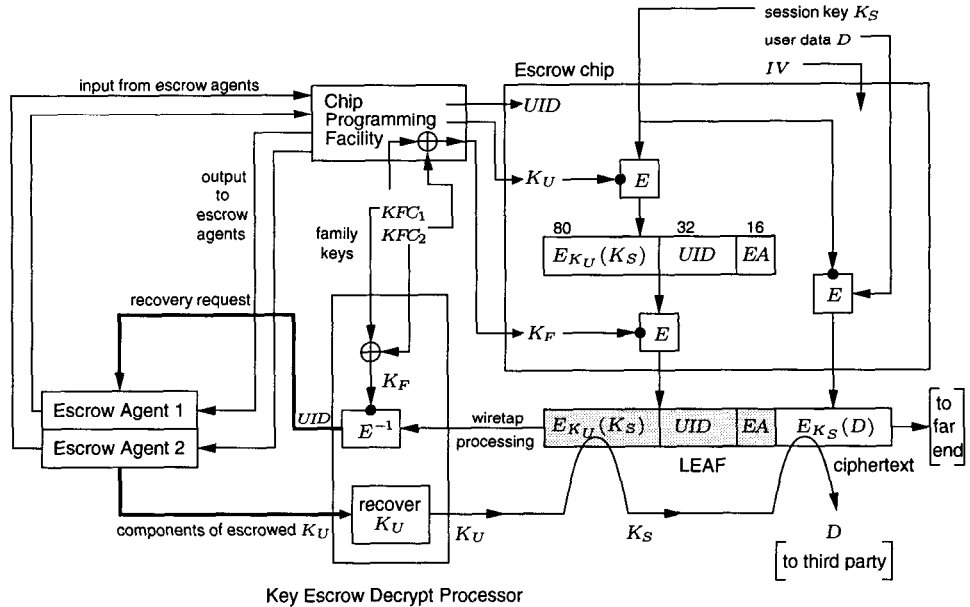 session key K_S
user data D
IV
Escrow chip
input from escrow agents
Chip
Programming
Facility
UID
output
to
escrow
agents
K_U
E
KFC_1
KFC_2
family
keys
80 32 16
E_{K_U}(K_S) UID EA
E
recovery request
K_F
E
K_F
Escrow Agent 1
Escrow Agent 2
UID
E^{-1}
wiretap
processing
E_{K_U}(K_S) UID EA E_{K_S}(D)
to
far
end
LEAF
ciphertext
recover
K_U
components of escrowed K_U
K_U
K_S
D
[to third party]
Key Escrow Decrypt Processor